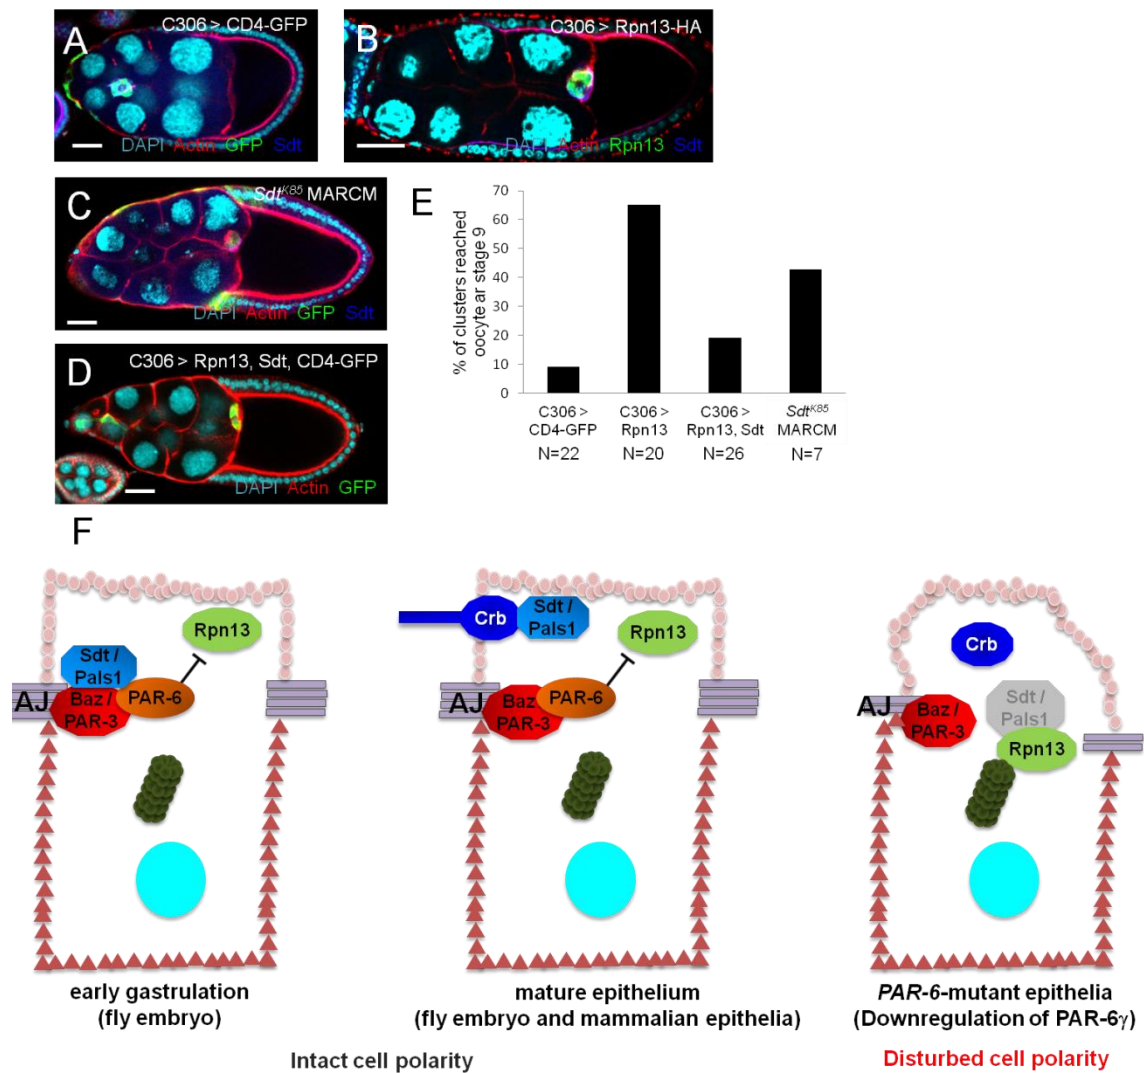 A
C306 > CD4-GFP
DAPI Actin GFP Sdt
B
C306 > Rpn13-HA
DAPI Actin Rpn13 Sdt
C
Sdt^K85 MARCM
DAPI Actin GFP Sdt
D
C306 > Rpn13, Sdt, CD4-GFP
DAPI Actin GFP
E
% of clusters reached
oocyte ar stage 9
70
60
50
40
30
20
10
0
C306 >
CD4-GFP
N=22
C306 >
Rpn13
N=20
C306 >
Rpn13, Sdt
N=26
Sdt^K85
MARCM
N=7
F
Rpn13
Sdt /
Pals1
AJ
Baz /
PAR-3
PAR-6
early gastrulation
(fly embryo)
Crb
Sdt /
Pals1
Rpn13
AJ
Baz /
PAR-3
PAR-6
mature epithelium
(fly embryo and mammalian epithelia)
Crb
Sdt /
Pals1
AJ
Baz /
PAR-3
Rpn13
PAR-6-mutant epithelia
(Downregulation of PAR-6γ)
Intact cell polarity
Disturbed cell polarity